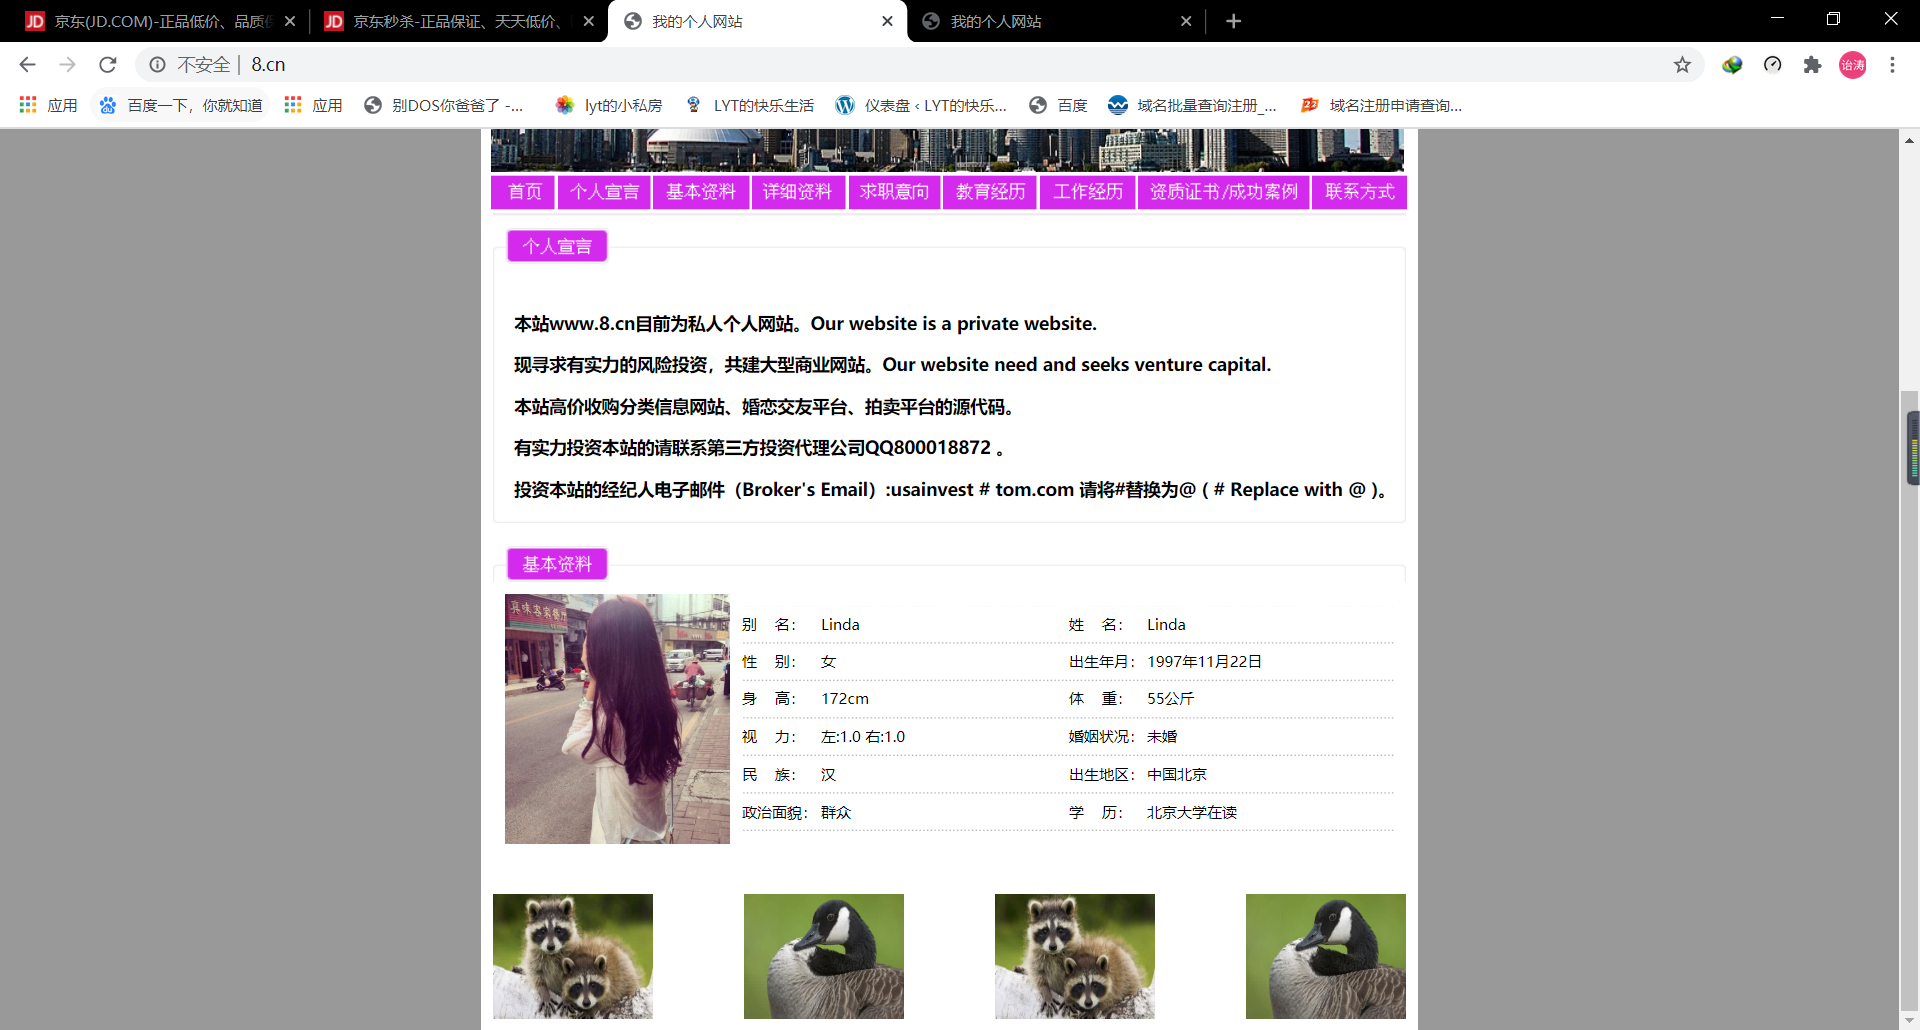 京东(JD.COM)-正品低价、品质保
京东秒杀-正品保证、天天低价、
我的个人网站
我的个人网站
不安全 | 8.cn
诒涛
应用
百度一下，你就知道
应用
别DOS你爸爸了 -...
lyt的小私房
LYT的快乐生活
仪表盘 ‹ LYT的快乐...
百度
域名批量查询注册_...
域名注册申请查询...
首页 个人宣言 基本资料 详细资料 求职意向 教育经历 工作经历 资质证书/成功案例 联系方式
个人宣言
本站www.8.cn目前为私人个人网站。Our website is a private website.
现寻求有实力的风险投资，共建大型商业网站。Our website need and seeks venture capital.
本站高价收购分类信息网站、婚恋交友平台、拍卖平台的源代码。
有实力投资本站的请联系第三方投资代理公司QQ800018872 。
投资本站的经纪人电子邮件（Broker's Email）:usainvest # tom.com 请将#替换为@ ( # Replace with @ )。
基本资料
真味客家餐厅
别 名： Linda 姓 名： Linda
性 别： 女 出生年月： 1997年11月22日
身 高： 172cm 体 重： 55公斤
视 力： 左:1.0 右:1.0 婚姻状况： 未婚
民 族： 汉 出生地区： 中国北京
政治面貌： 群众 学 历： 北京大学在读